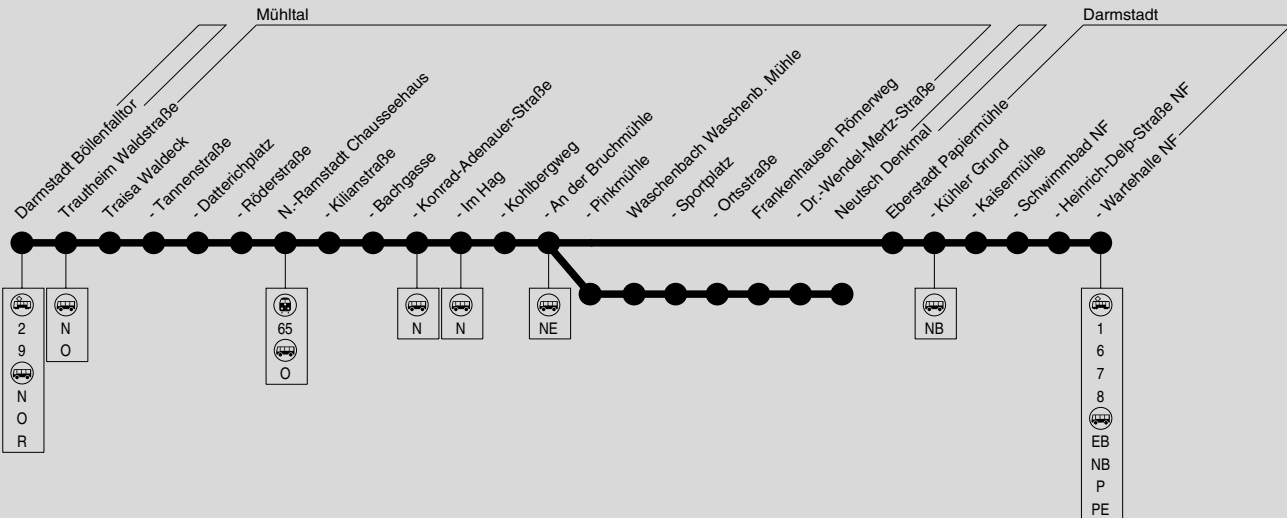 Mühltal
Darmstadt
Darmstadt Böllenfalltor
Trautheim Waldstraße
Traisa Waldeck
- Tannenstraße
- Datterichplatz
- Röderstraße
N.-Ramstadt Chausseehaus
- Kilianstraße
- Bachgasse
- Konrad-Adenauer-Straße
- Im Hag
- Kohlbergweg
- An der Bruchmühle
- Pinkmühle
Waschenbach Waschenb. Mühle
- Sportplatz
- Ortsstraße
Frankenhausen Römerweg
- Dr.-Wendel-Mertz-Straße
Neutsch Denkmal
Eberstadt Papiermühle
- Kühler Grund
- Kaisermühle
- Schwimmbad NF
- Heinrich-Delp-Straße NF
- Wartehalle NF
2
9
N
O
R
N
O
65
O
N
N
NE
NB
1
6
7
8
EB
NB
P
PE